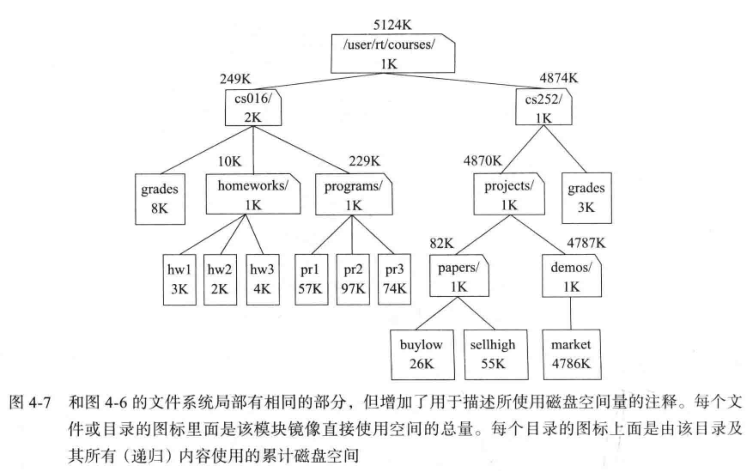 5124K
/user/rt/courses/
1K
249K
4874K
cs016/
2K
cs252/
1K
10K
229K
4870K
grades
8K
homeworks/
1K
programs/
1K
projects/
1K
grades
3K
82K
4787K
hw1
3K
hw2
2K
hw3
4K
pr1
57K
pr2
97K
pr3
74K
papers/
1K
demos/
1K
buylow
26K
sellhigh
55K
market
4786K
图 4-7 和图 4-6 的文件系统局部有相同的部分，但增加了用于描述所使用磁盘空间量的注释。每个文
件或目录的图标里面是该模块镜像直接使用空间的总量。每个目录的图标上面是由该目录及
其所有（递归）内容使用的累计磁盘空间